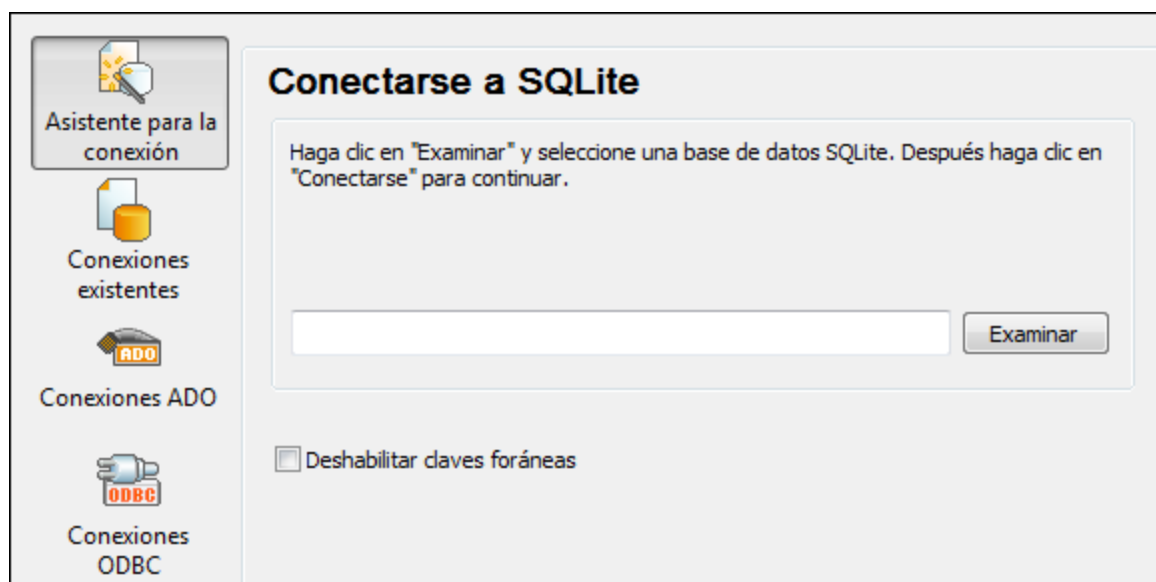 Asistente para la
conexión
Conexiones
existentes
ADO
Conexiones ADO
ODBC
Conexiones
ODBC
Conectarse a SQLite
Haga clic en "Examinar" y seleccione una base de datos SQLite. Después haga clic en
"Conectarse" para continuar.
Examinar
Deshabilitar claves foráneas